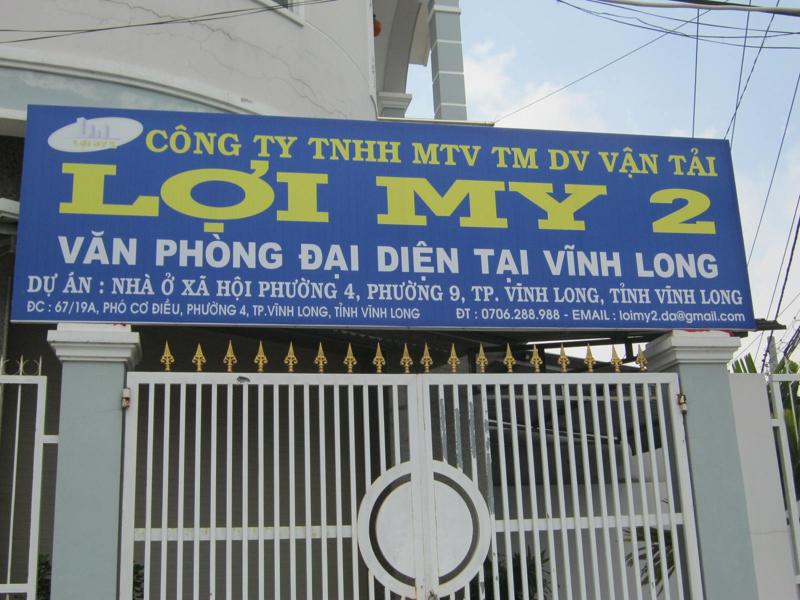 CÔNG TY TNHH MTV TM DV VẬN TẢI
LỢI MY 2
VĂN PHÒNG ĐẠI DIỆN TẠI VĨNH LONG
DỰ ÁN : NHÀ Ở XÃ HỘI PHƯỜNG 4, PHƯỜNG 9, TP. VĨNH LONG, TỈNH VĨNH LONG
ĐC : 67/19A, PHÓ CƠ ĐIỀU, PHƯỜNG 4, TP.VĨNH LONG, TỈNH VĨNH LONG ĐT : 0706.288.988 - EMAIL : loimy2.da@gmail.com